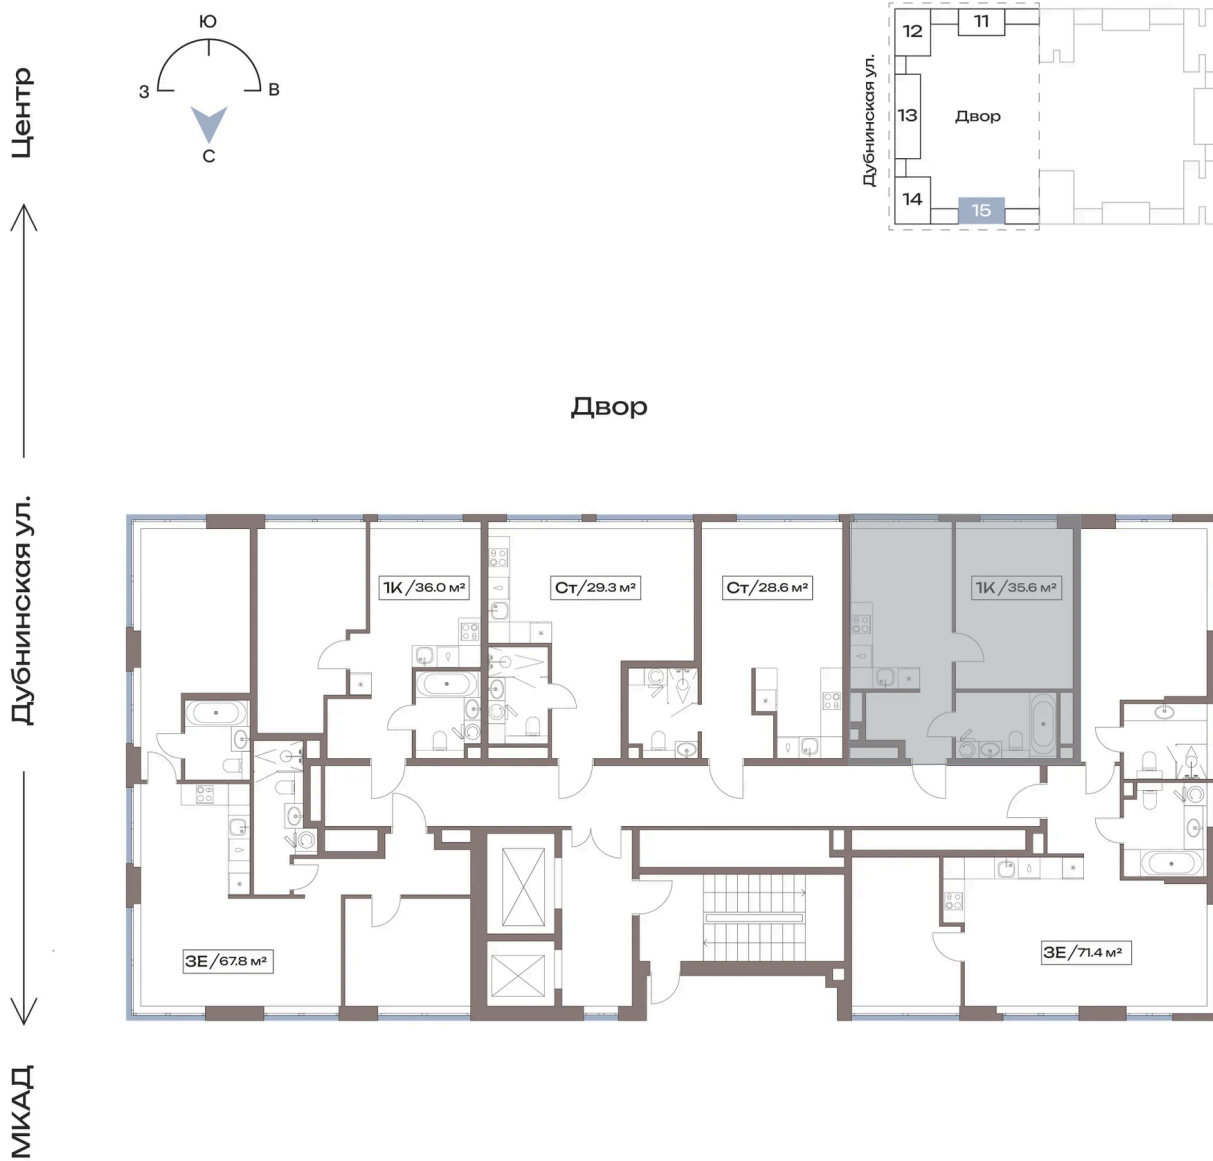 Ю
З
В
С
Центр
Дубнинская ул.
МКАД
12
11
13
Двор
14
15
Дубнинская ул.
Двор
1К / 36.0 м²
Ст / 29.3 м²
Ст / 28.6 м²
1К / 35.6 м²
3Е / 67.8 м²
3Е / 71.4 м²